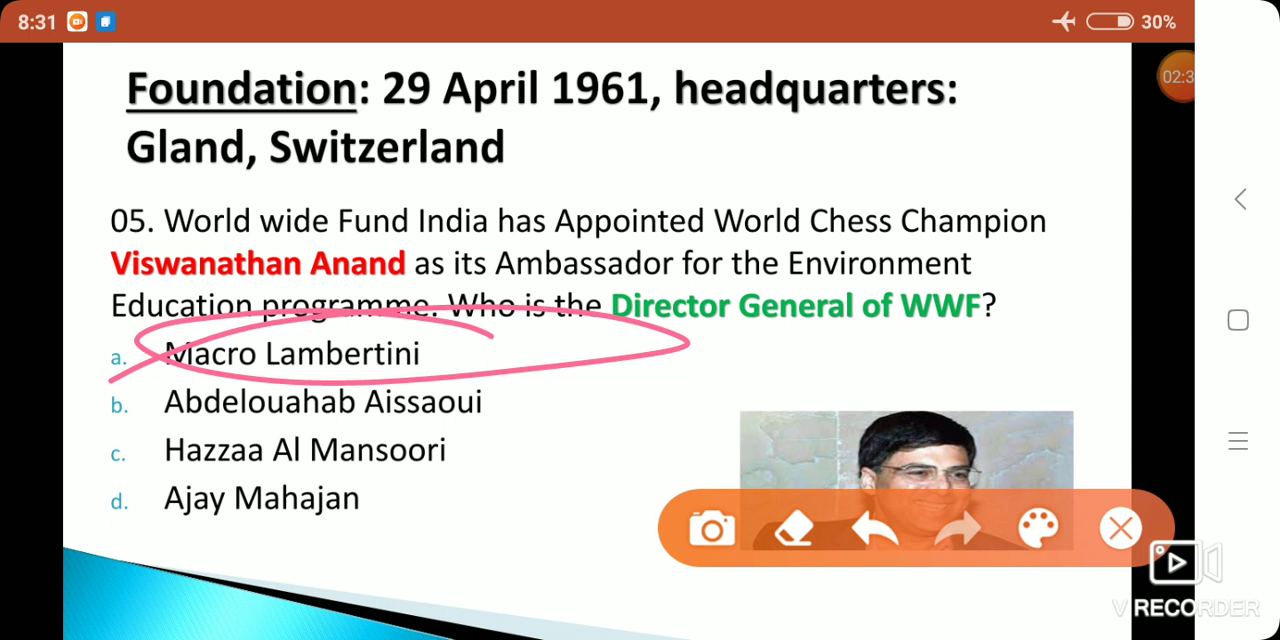 8:31
30%
02:3
Foundation: 29 April 1961, headquarters:
Gland, Switzerland
05. World wide Fund India has Appointed World Chess Champion
Viswanathan Anand as its Ambassador for the Environment
Education programme. Who is the Director General of WWF?
a. Macro Lambertini
b. Abdelouahab Aissaoui
c. Hazzaa Al Mansoori
d. Ajay Mahajan
V RECORDER